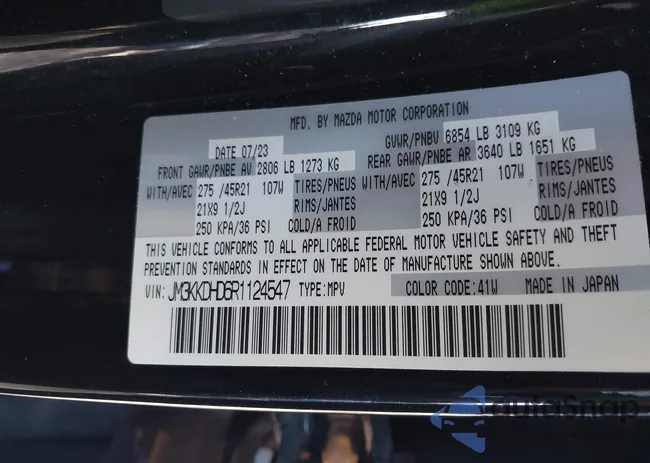 MFD. BY MAZDA MOTOR CORPORATION
DATE 07/23 GVWR/PNBV 6854 LB 3109 KG
FRONT GAWR/PNBE AV 2806 LB 1273 KG REAR GAWR/PNBE AR 3640 LB 1651 KG
WITH/AVEC 275 /45R21 107W TIRES/PNEUS WITH/AVEC 275 /45R21 107W TIRES/PNEUS
21X9 1/2J RIMS/JANTES 21X9 1/2J RIMS/JANTES
250 KPA/36 PSI COLD/A FROID 250 KPA/36 PSI COLD/A FROID
THIS VEHICLE CONFORMS TO ALL APPLICABLE FEDERAL MOTOR VEHICLE SAFETY AND THEFT
PREVENTION STANDARDS IN EFFECT ON THE DATE OF MANUFACTURE SHOWN ABOVE.
VIN: JM3KKDHD6R1124547 TYPE:MPV COLOR CODE:41W MADE IN JAPAN
AutoSnap